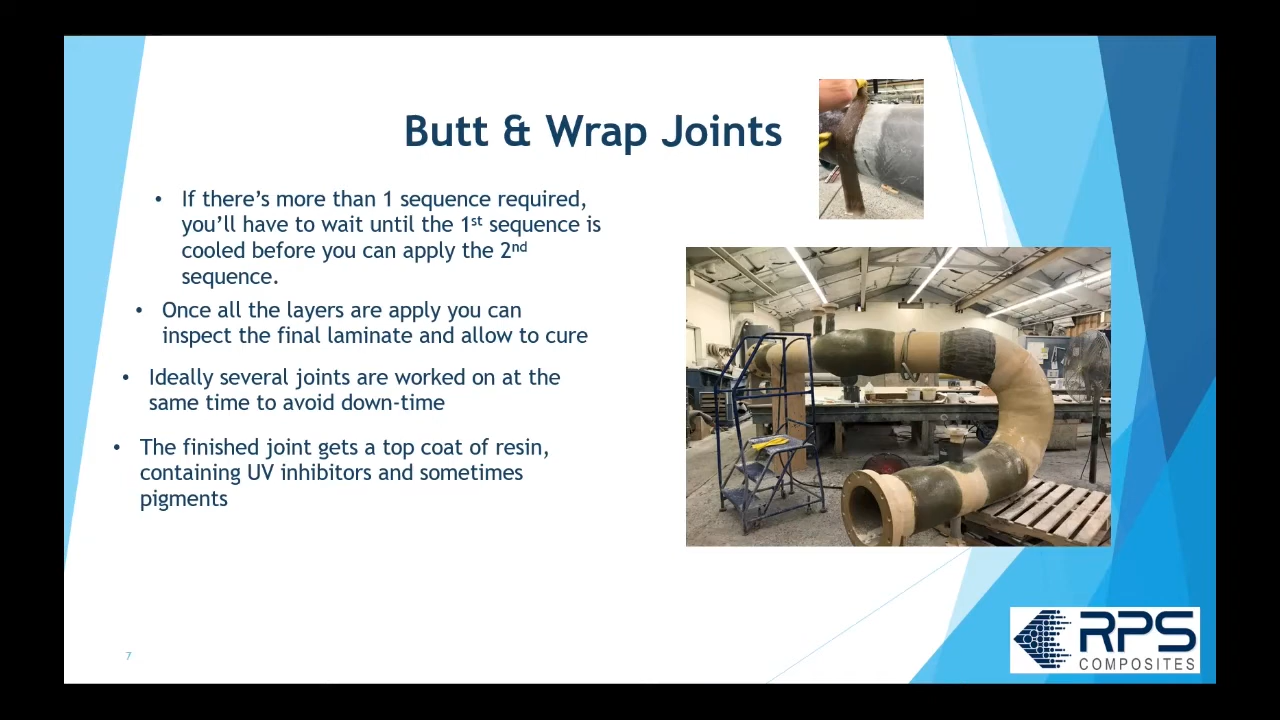 Butt & Wrap Joints
• If there’s more than 1 sequence required,
you’ll have to wait until the 1st sequence is
cooled before you can apply the 2nd
sequence.
• Once all the layers are apply you can
inspect the final laminate and allow to cure
• Ideally several joints are worked on at the
same time to avoid down-time
• The finished joint gets a top coat of resin,
containing UV inhibitors and sometimes
pigments
7
RPS
COMPOSITES